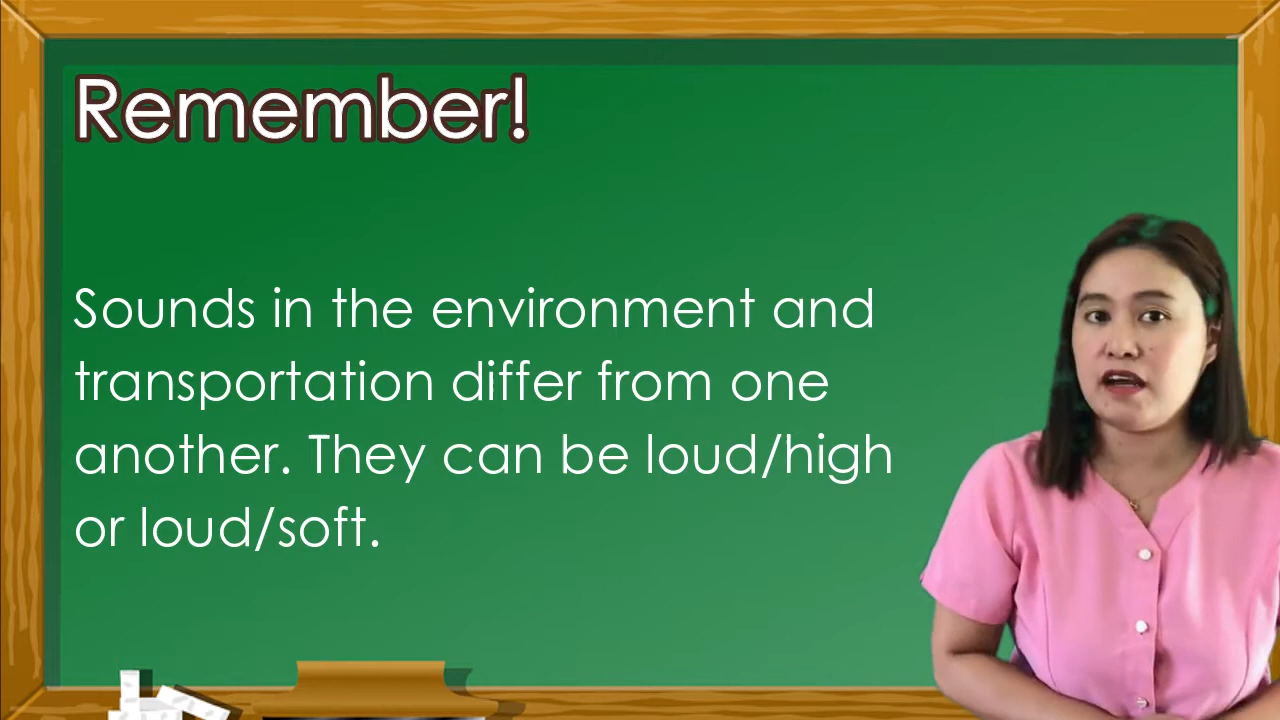 Remember!
Sounds in the environment and
transportation differ from one
another. They can be loud/high
or loud/soft.